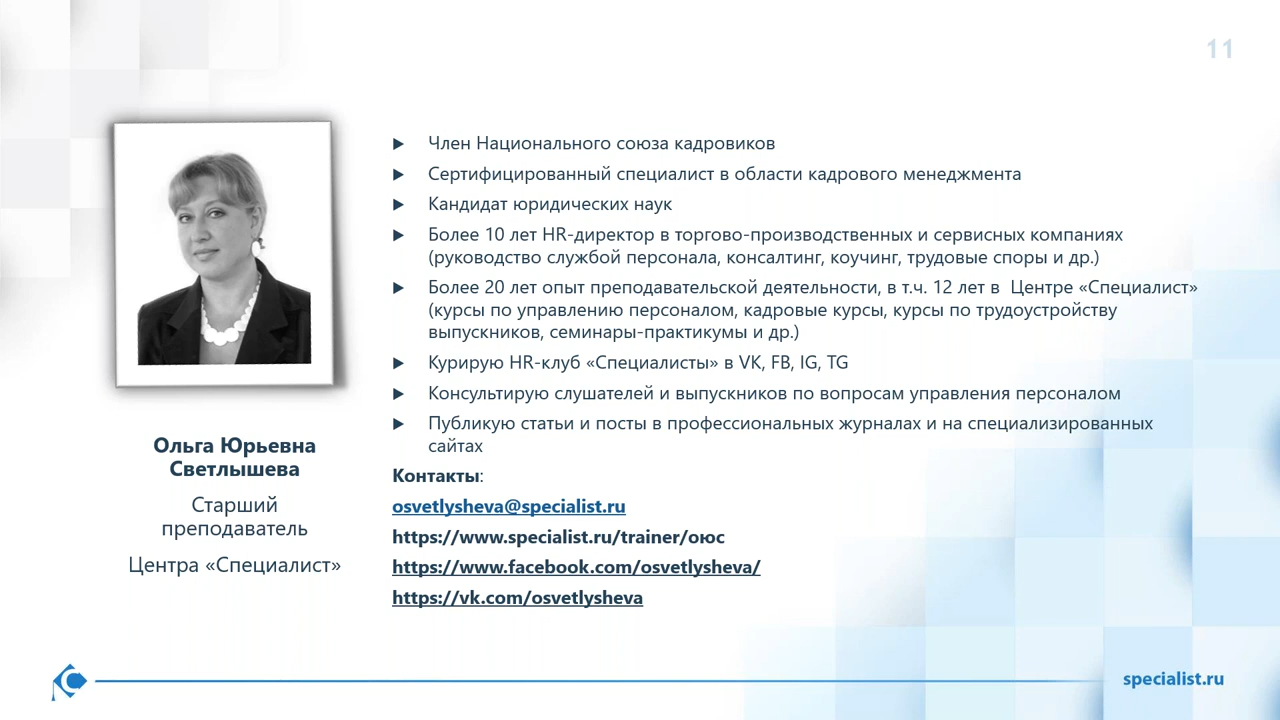 11
Ольга Юрьевна
Светлышева
Старший
преподаватель
Центра «Специалист»
Член Национального союза кадровиков
Сертифицированный специалист в области кадрового менеджмента
Кандидат юридических наук
Более 10 лет HR-директор в торгово-производственных и сервисных компаниях
(руководство службой персонала, консалтинг, коучинг, трудовые споры и др.)
Более 20 лет опыт преподавательской деятельности, в т.ч. 12 лет в Центре «Специалист»
(курсы по управлению персоналом, кадровые курсы, курсы по трудоустройству
выпускников, семинары-практикумы и др.)
Курирую HR-клуб «Специалисты» в VK, FB, IG, TG
Консультирую слушателей и выпускников по вопросам управления персоналом
Публикую статьи и посты в профессиональных журналах и на специализированных
сайтах
Контакты:
osvetlysheva@specialist.ru
https://www.specialist.ru/trainer/оюс
https://www.facebook.com/osvetlysheva/
https://vk.com/osvetlysheva
specialist.ru